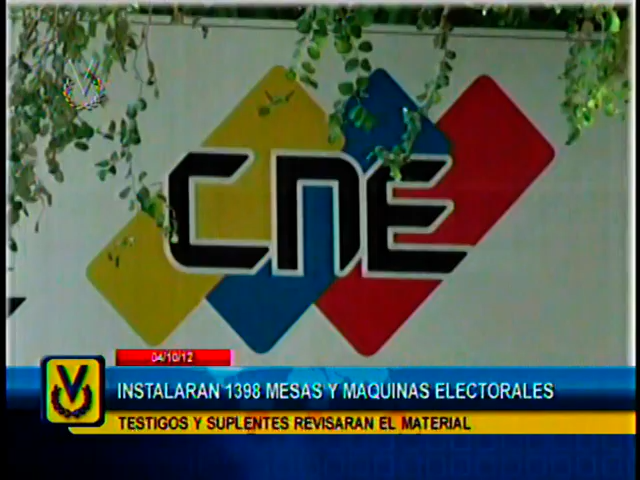 V
CNE
04/10/12
V
INSTALARAN 1398 MESAS Y MAQUINAS ELECTORALES
TESTIGOS Y SUPLENTES REVISARAN EL MATERIAL